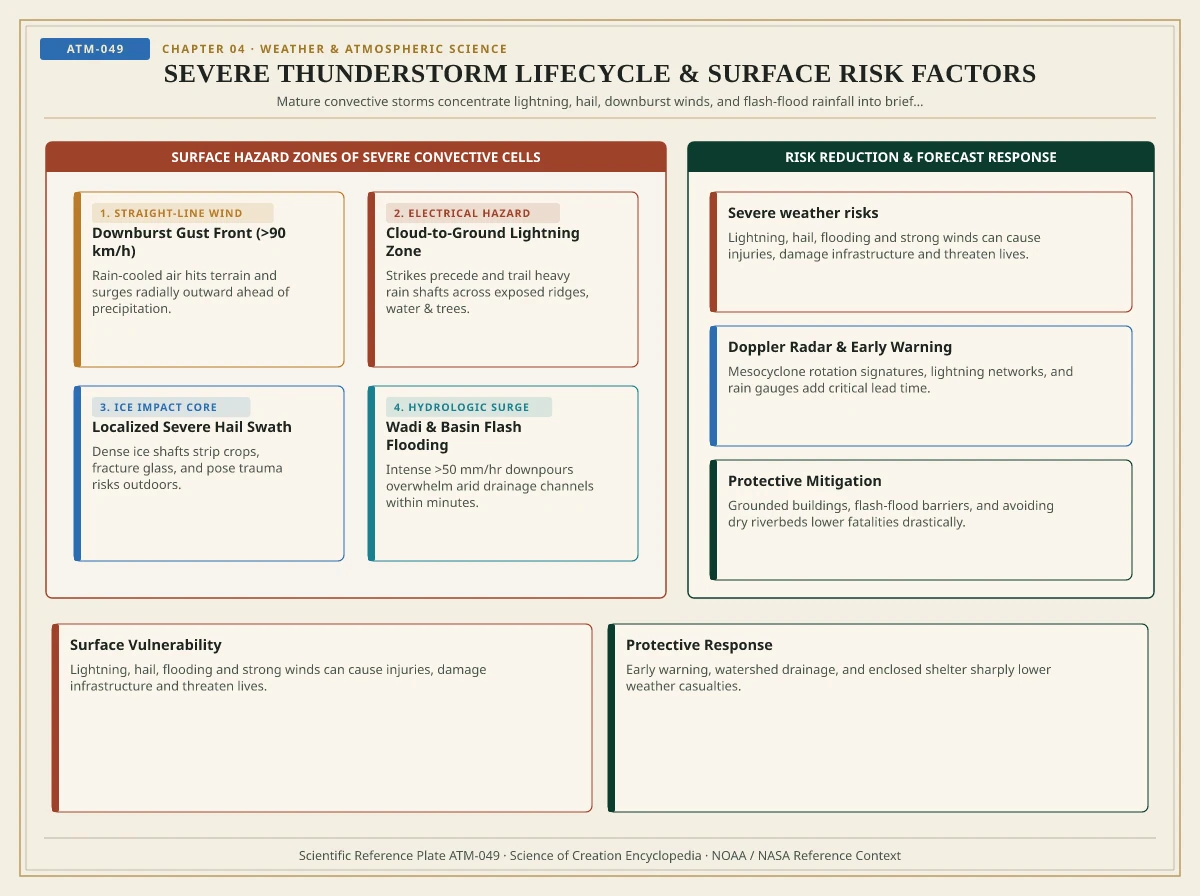 ATM-049
CHAPTER 04 · WEATHER & ATMOSPHERIC SCIENCE
SEVERE THUNDERSTORM LIFECYCLE & SURFACE RISK FACTORS
Mature convective storms concentrate lightning, hail, downburst winds, and flash-flood rainfall into brief...
SURFACE HAZARD ZONES OF SEVERE CONVECTIVE CELLS
1. STRAIGHT-LINE WIND
Downburst Gust Front (>90
km/h)
Rain-cooled air hits terrain and
surges radially outward ahead of
precipitation.
2. ELECTRICAL HAZARD
Cloud-to-Ground Lightning
Zone
Strikes precede and trail heavy
rain shafts across exposed ridges,
water & trees.
3. ICE IMPACT CORE
Localized Severe Hail Swath
Dense ice shafts strip crops,
fracture glass, and pose trauma
risks outdoors.
4. HYDROLOGIC SURGE
Wadi & Basin Flash
Flooding
Intense >50 mm/hr downpours
overwhelm arid drainage channels
within minutes.
RISK REDUCTION & FORECAST RESPONSE
Severe weather risks
Lightning, hail, flooding and strong winds can cause
injuries, damage infrastructure and threaten lives.
Doppler Radar & Early Warning
Mesocyclone rotation signatures, lightning networks, and
rain gauges add critical lead time.
Protective Mitigation
Grounded buildings, flash-flood barriers, and avoiding
dry riverbeds lower fatalities drastically.
Surface Vulnerability
Lightning, hail, flooding and strong winds can cause injuries, damage
infrastructure and threaten lives.
Protective Response
Early warning, watershed drainage, and enclosed shelter sharply lower
weather casualties.
Scientific Reference Plate ATM-049 · Science of Creation Encyclopedia · NOAA / NASA Reference Context